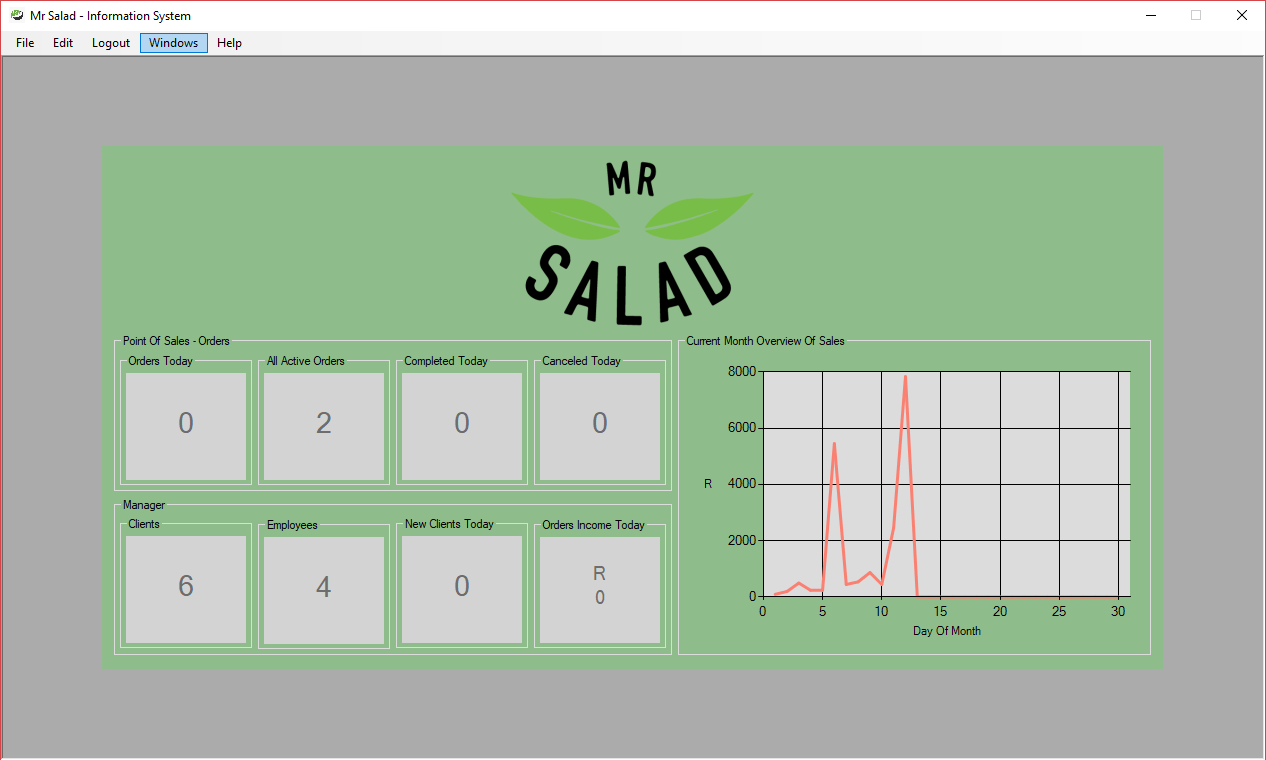 Mr Salad - Information System
File Edit Logout Windows Help
MR
SALAD
Point Of Sales - Orders
Orders Today All Active Orders Completed Today Canceled Today
0 2 0 0
Manager
Clients Employees New Clients Today Orders Income Today
6 4 0 R
0
Current Month Overview Of Sales
8000
6000
R 4000
2000
0
0 5 10 15 20 25 30
Day Of Month